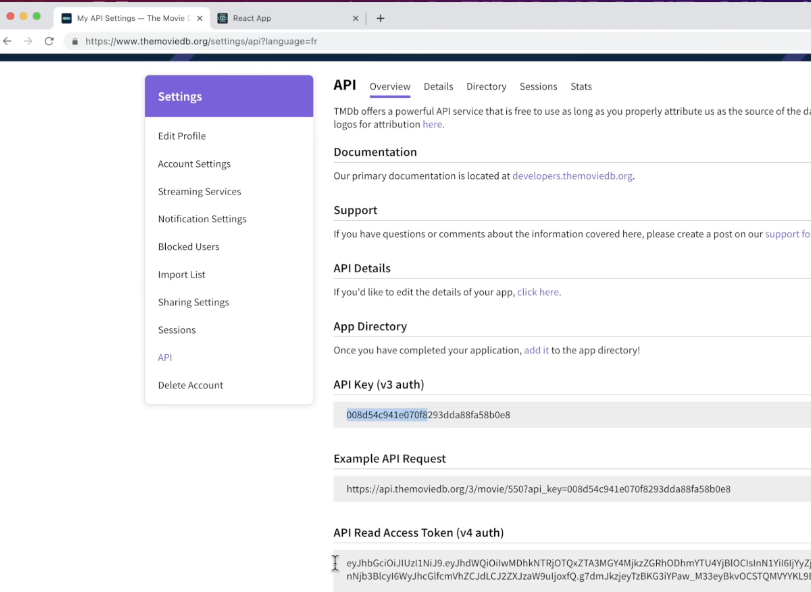 My API Settings — The Movie
React App
https://www.themoviedb.org/settings/api?language=fr
Settings
Edit Profile
Account Settings
Streaming Services
Notification Settings
Blocked Users
Import List
Sharing Settings
Sessions
API
Delete Account
API Overview Details Directory Sessions Stats
TMDb offers a powerful API service that is free to use as long as you properly attribute us as the source of the
logos for attribution here.
Documentation
Our primary documentation is located at developers.themoviedb.org.
Support
If you have questions or comments about the information covered here, please create a post on our support
API Details
If you'd like to edit the details of your app, click here.
App Directory
Once you have completed your application, add it to the app directory!
API Key (v3 auth)
008d54c941e070f8293dda88fa58b0e8
Example API Request
https://api.themoviedb.org/3/movie/550?api_key=008d54c941e070f8293dda88fa58b0e8
API Read Access Token (v4 auth)